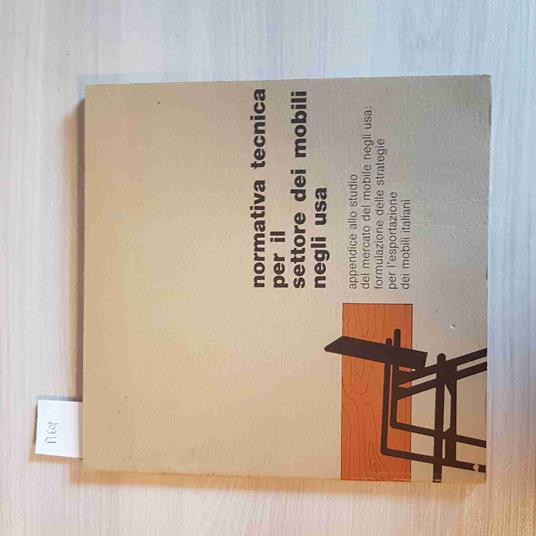 normativa tecnica
per il
settore dei mobili
negli usa
appendice allo studio
del mercato del mobile negli usa:
formulazione delle strategie
per l'esportazione
dei mobili italiani